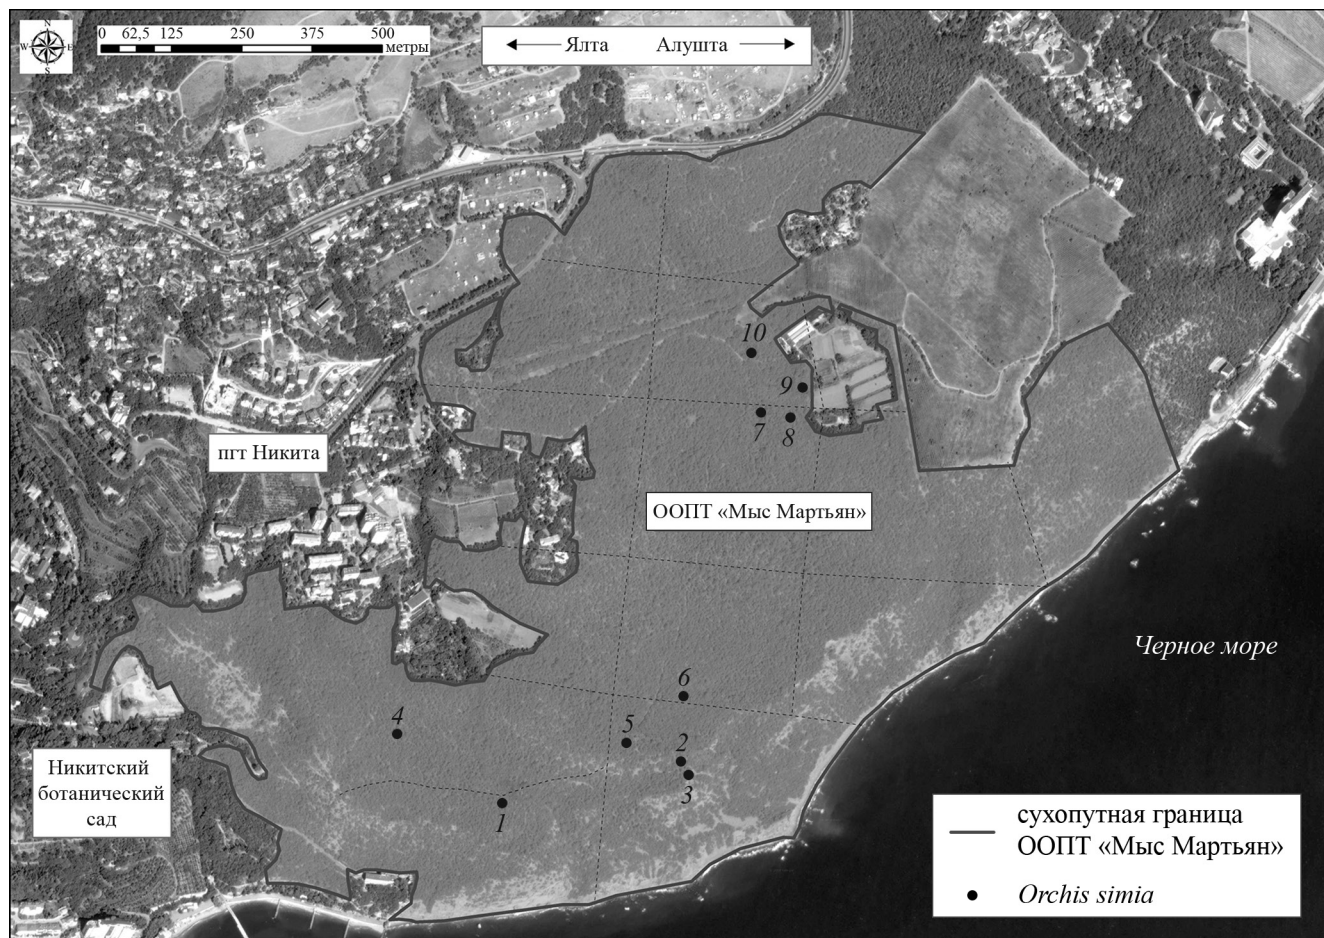 N
W E
S
0 62,5 125 250 375 500
метры
Ялта Алушта
10
9
7 8
пгт Никита
ООПТ «Мыс Мартьян»
Черное море
6
4
5
2
3
1
Никитский
ботанический
сад
сухопутная граница
ООПТ «Мыс Мартьян»
Orchis simia